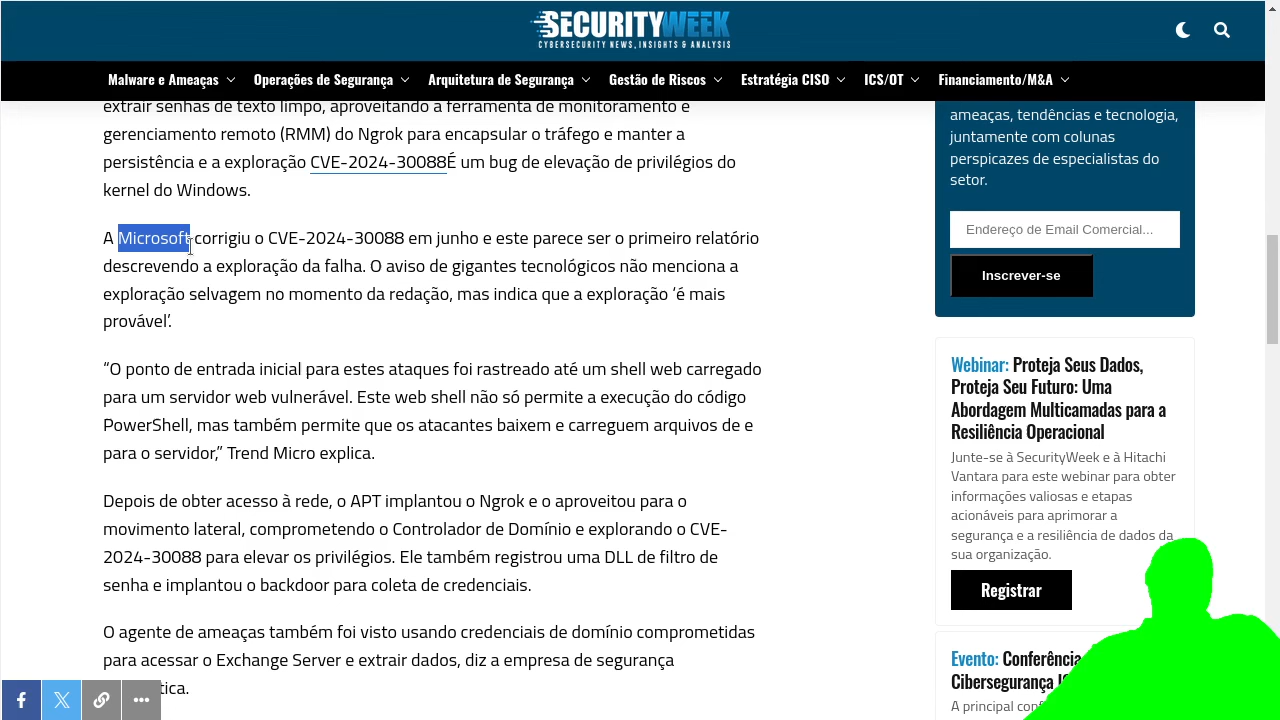 SECURITYWEEK
CYBERSECURITY NEWS, INSIGHTS & ANALYSIS
Malware e Ameaças Operações de Segurança Arquitetura de Segurança Gestão de Riscos Estratégia CISO ICS/OT Financiamento/M&A
extrair senhas de texto limpo, aproveitando a ferramenta de monitoramento e
gerenciamento remoto (RMM) do Ngrok para encapsular o tráfego e manter a
persistência e a exploração CVE-2024-30088É um bug de elevação de privilégios do
kernel do Windows.
A Microsoft corrigiu o CVE-2024-30088 em junho e este parece ser o primeiro relatório
descrevendo a exploração da falha. O aviso de gigantes tecnológicos não menciona a
exploração selvagem no momento da redação, mas indica que a exploração ‘é mais
provável’.
“O ponto de entrada inicial para estes ataques foi rastreado até um shell web carregado
para um servidor web vulnerável. Este web shell não só permite a execução do código
PowerShell, mas também permite que os atacantes baixem e carreguem arquivos de e
para o servidor,” Trend Micro explica.
Depois de obter acesso à rede, o APT implantou o Ngrok e o aproveitou para o
movimento lateral, comprometendo o Controlador de Domínio e explorando o CVE-
2024-30088 para elevar os privilégios. Ele também registrou uma DLL de filtro de
senha e implantou o backdoor para coleta de credenciais.
O agente de ameaças também foi visto usando credenciais de domínio comprometidas
para acessar o Exchange Server e extrair dados, diz a empresa de segurança
tica.
ameaças, tendências e tecnologia,
juntamente com colunas
perspicazes de especialistas do
setor.
Endereço de Email Comercial...
Inscrever-se
Webinar: Proteja Seus Dados,
Proteja Seu Futuro: Uma
Abordagem Multicamadas para a
Resiliência Operacional
Junte-se à SecurityWeek e à Hitachi
Vantara para este webinar para obter
informações valiosas e etapas
acionáveis para aprimorar a
segurança e a resiliência de dados da
sua organização.
Registrar
Evento: Conferência
Cibersegurança
A principal